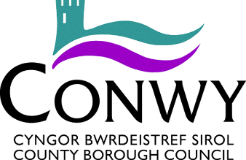 CONWY
CYNGOR BWRDEISTREF SIROL
COUNTY BOROUGH COUNCIL